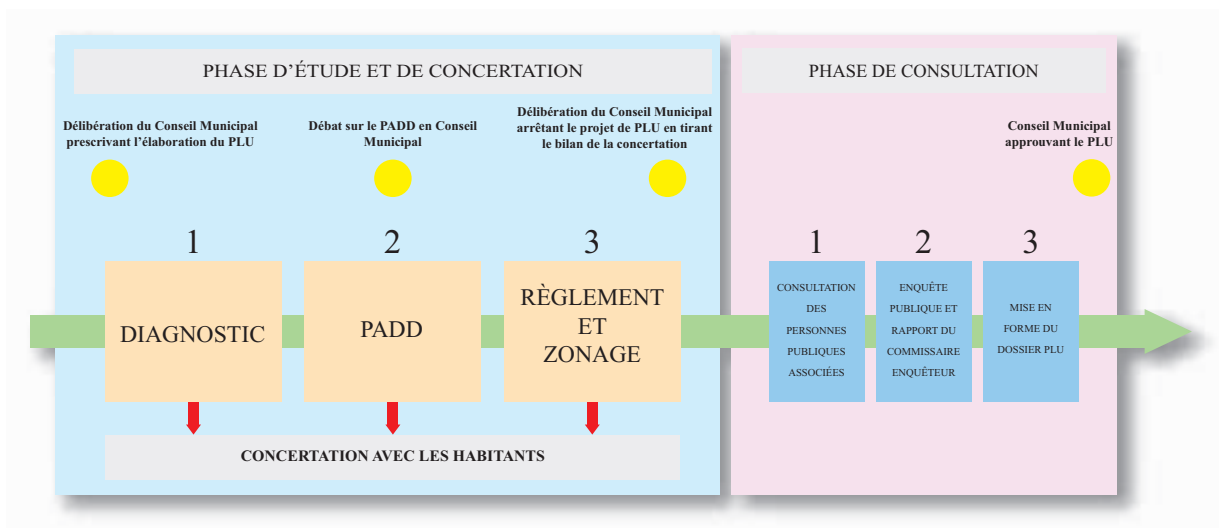 PHASE D’ÉTUDE ET DE CONCERTATION
Délibération du Conseil Municipal
prescrivant l’élaboration du PLU
Débat sur le PADD en Conseil
Municipal
Délibération du Conseil Municipal
arrêtant le projet de PLU en tirant
le bilan de la concertation
1
2
3
DIAGNOSTIC
PADD
RÈGLEMENT
ET
ZONAGE
CONCERTATION AVEC LES HABITANTS
PHASE DE CONSULTATION
Conseil Municipal
approuvant le PLU
1
2
3
CONSULTATION
DES
PERSONNES
PUBLIQUES
ASSOCIÉES
ENQUÊTE
PUBLIQUE ET
RAPPORT DU
COMMISSAIRE
ENQUÊTEUR
MISE EN
FORME DU
DOSSIER PLU